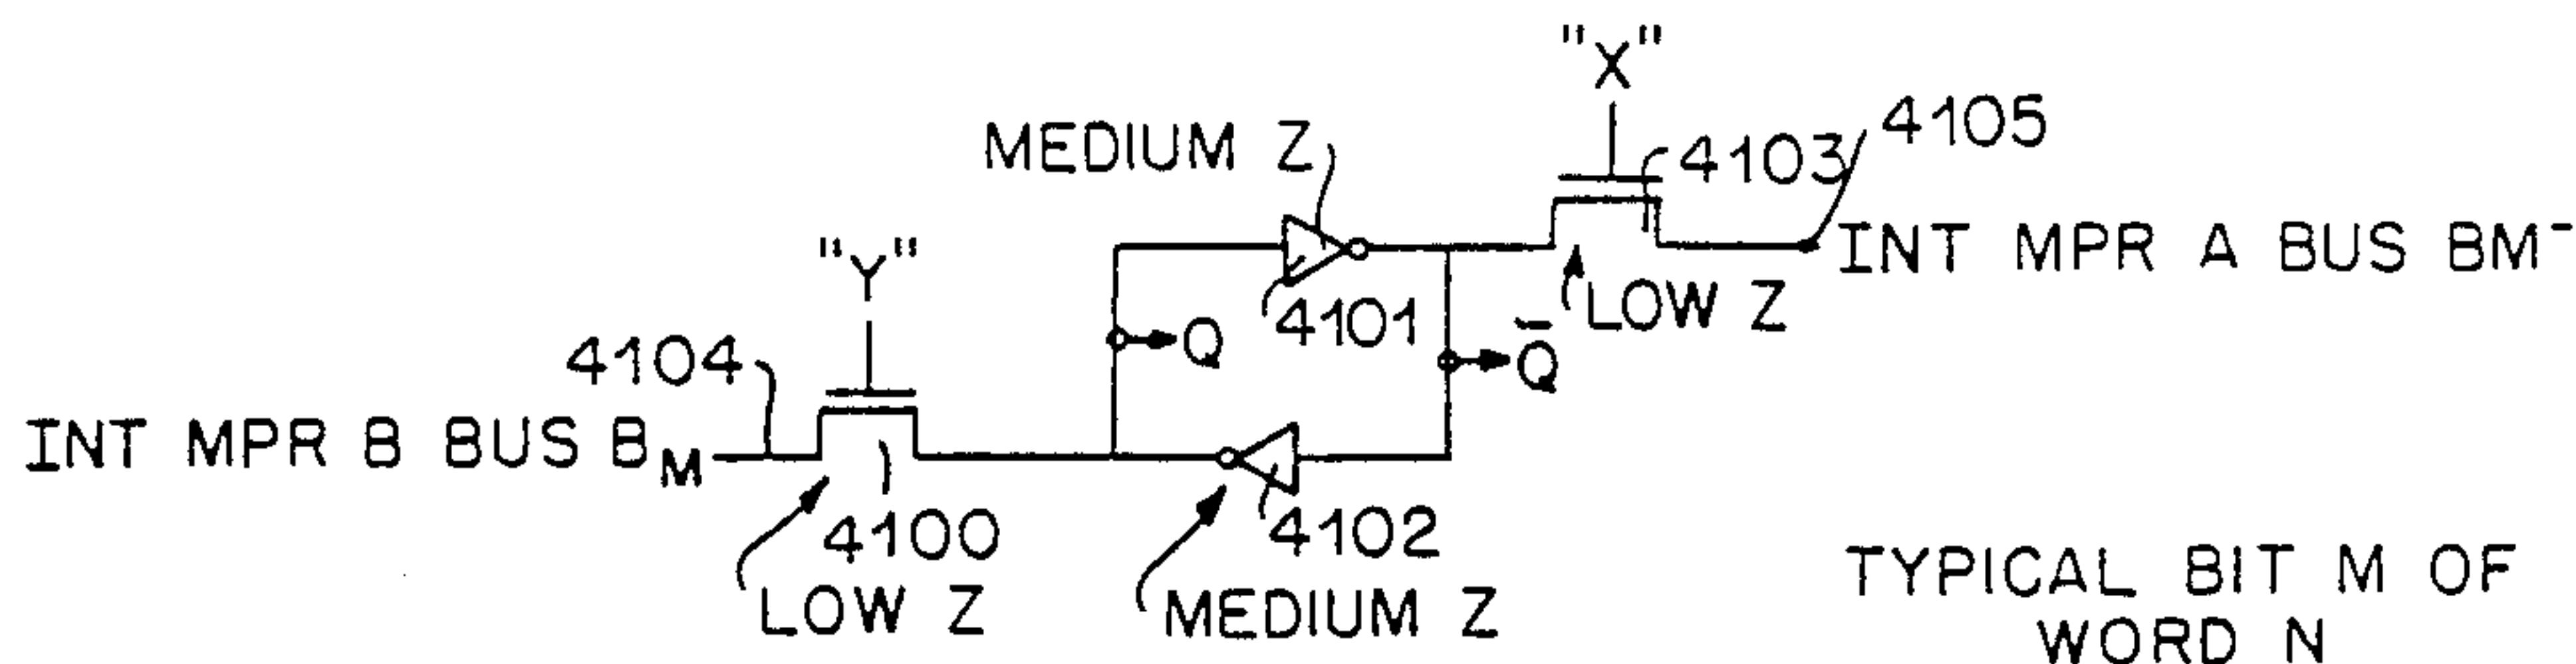 "X"
MEDIUM Z
4103
4105
"Y"
INT MPR A BUS BM-
4101
LOW Z
Q
Q̅
4104
INT MPR B BUS BM
4100
4102
LOW Z
MEDIUM Z
TYPICAL BIT M OF
WORD N